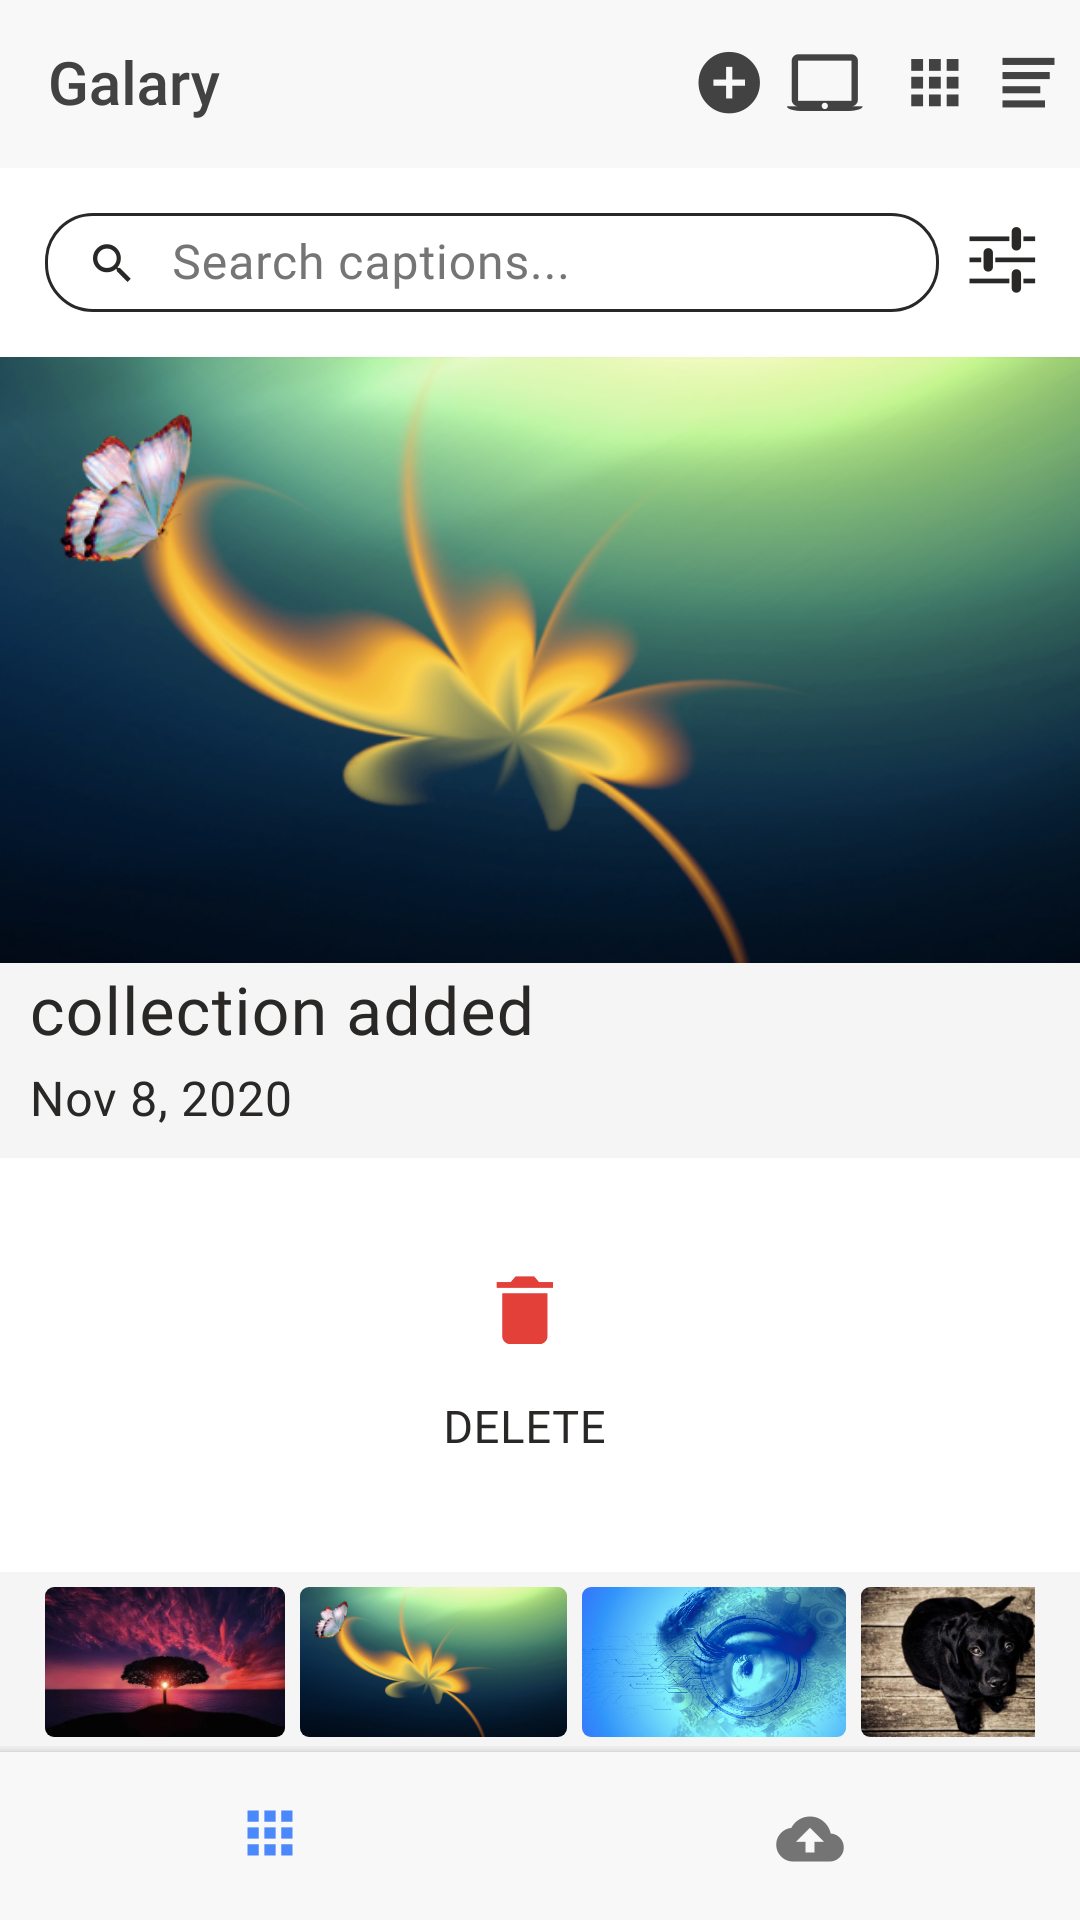 Galary
Search captions...
collection added
Nov 8, 2020
DELETE